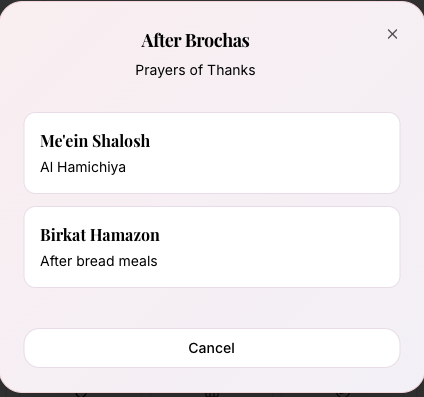 After Brochas
Prayers of Thanks
Me'ein Shalosh
Al Hamichiya
Birkat Hamazon
After bread meals
Cancel